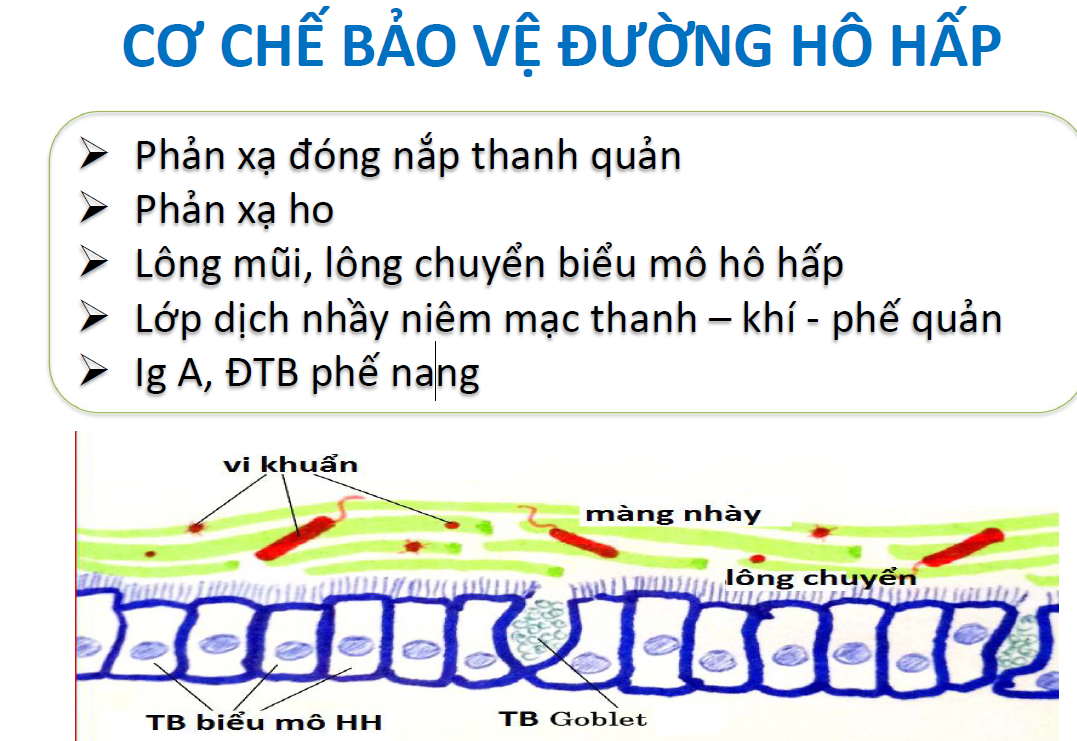 CƠ CHẾ BẢO VỆ ĐƯỜNG HÔ HẤP
Phản xạ đóng nắp thanh quản
Phản xạ ho
Lông mũi, lông chuyển biểu mô hô hấp
Lớp dịch nhầy niêm mạc thanh – khí - phế quản
Ig A, ĐTB phế nang
vi khuẩn
màng nhày
lông chuyển
TB biểu mô HH
TB Goblet